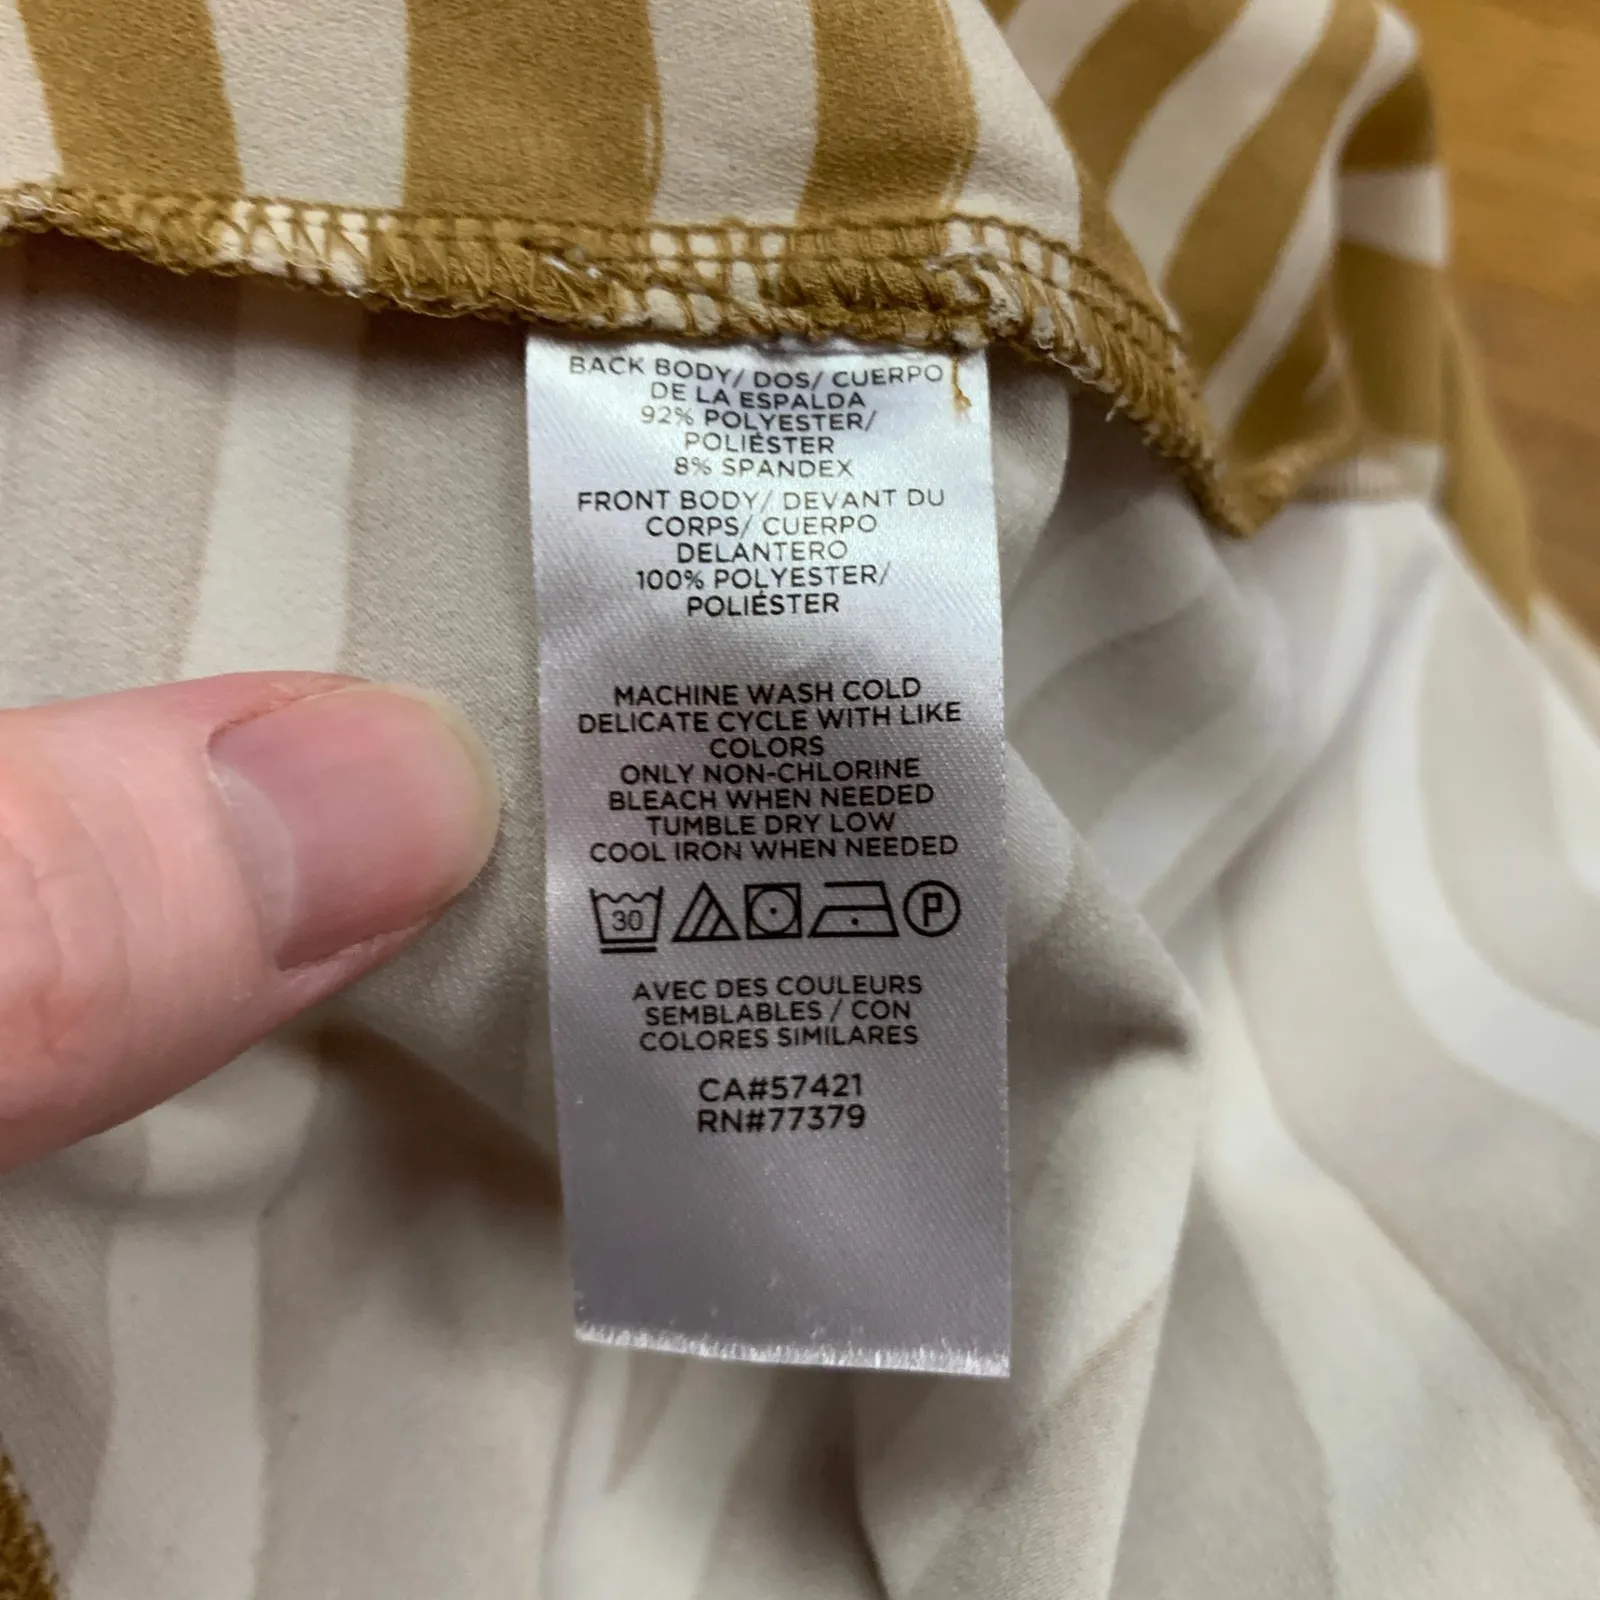 BACK BODY/ DOS/ CUERPO
DE LA ESPALDA
92% POLYESTER/
POLIÉSTER
8% SPANDEX
FRONT BODY/ DEVANT DU
CORPS/ CUERPO
DELANTERO
100% POLYESTER/
POLIÉSTER
MACHINE WASH COLD
DELICATE CYCLE WITH LIKE
COLORS
ONLY NON-CHLORINE
BLEACH WHEN NEEDED
TUMBLE DRY LOW
COOL IRON WHEN NEEDED
30 P
AVEC DES COULEURS
SEMBLABLES / CON
COLORES SIMILARES
CA#57421
RN#77379